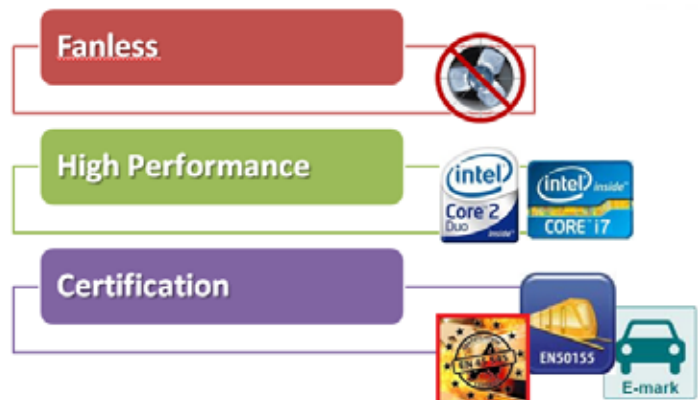 Fanless
High Performance
intel
Core 2
Duo
inside
intel inside
CORE i7
Certification
EN50155
E-mark